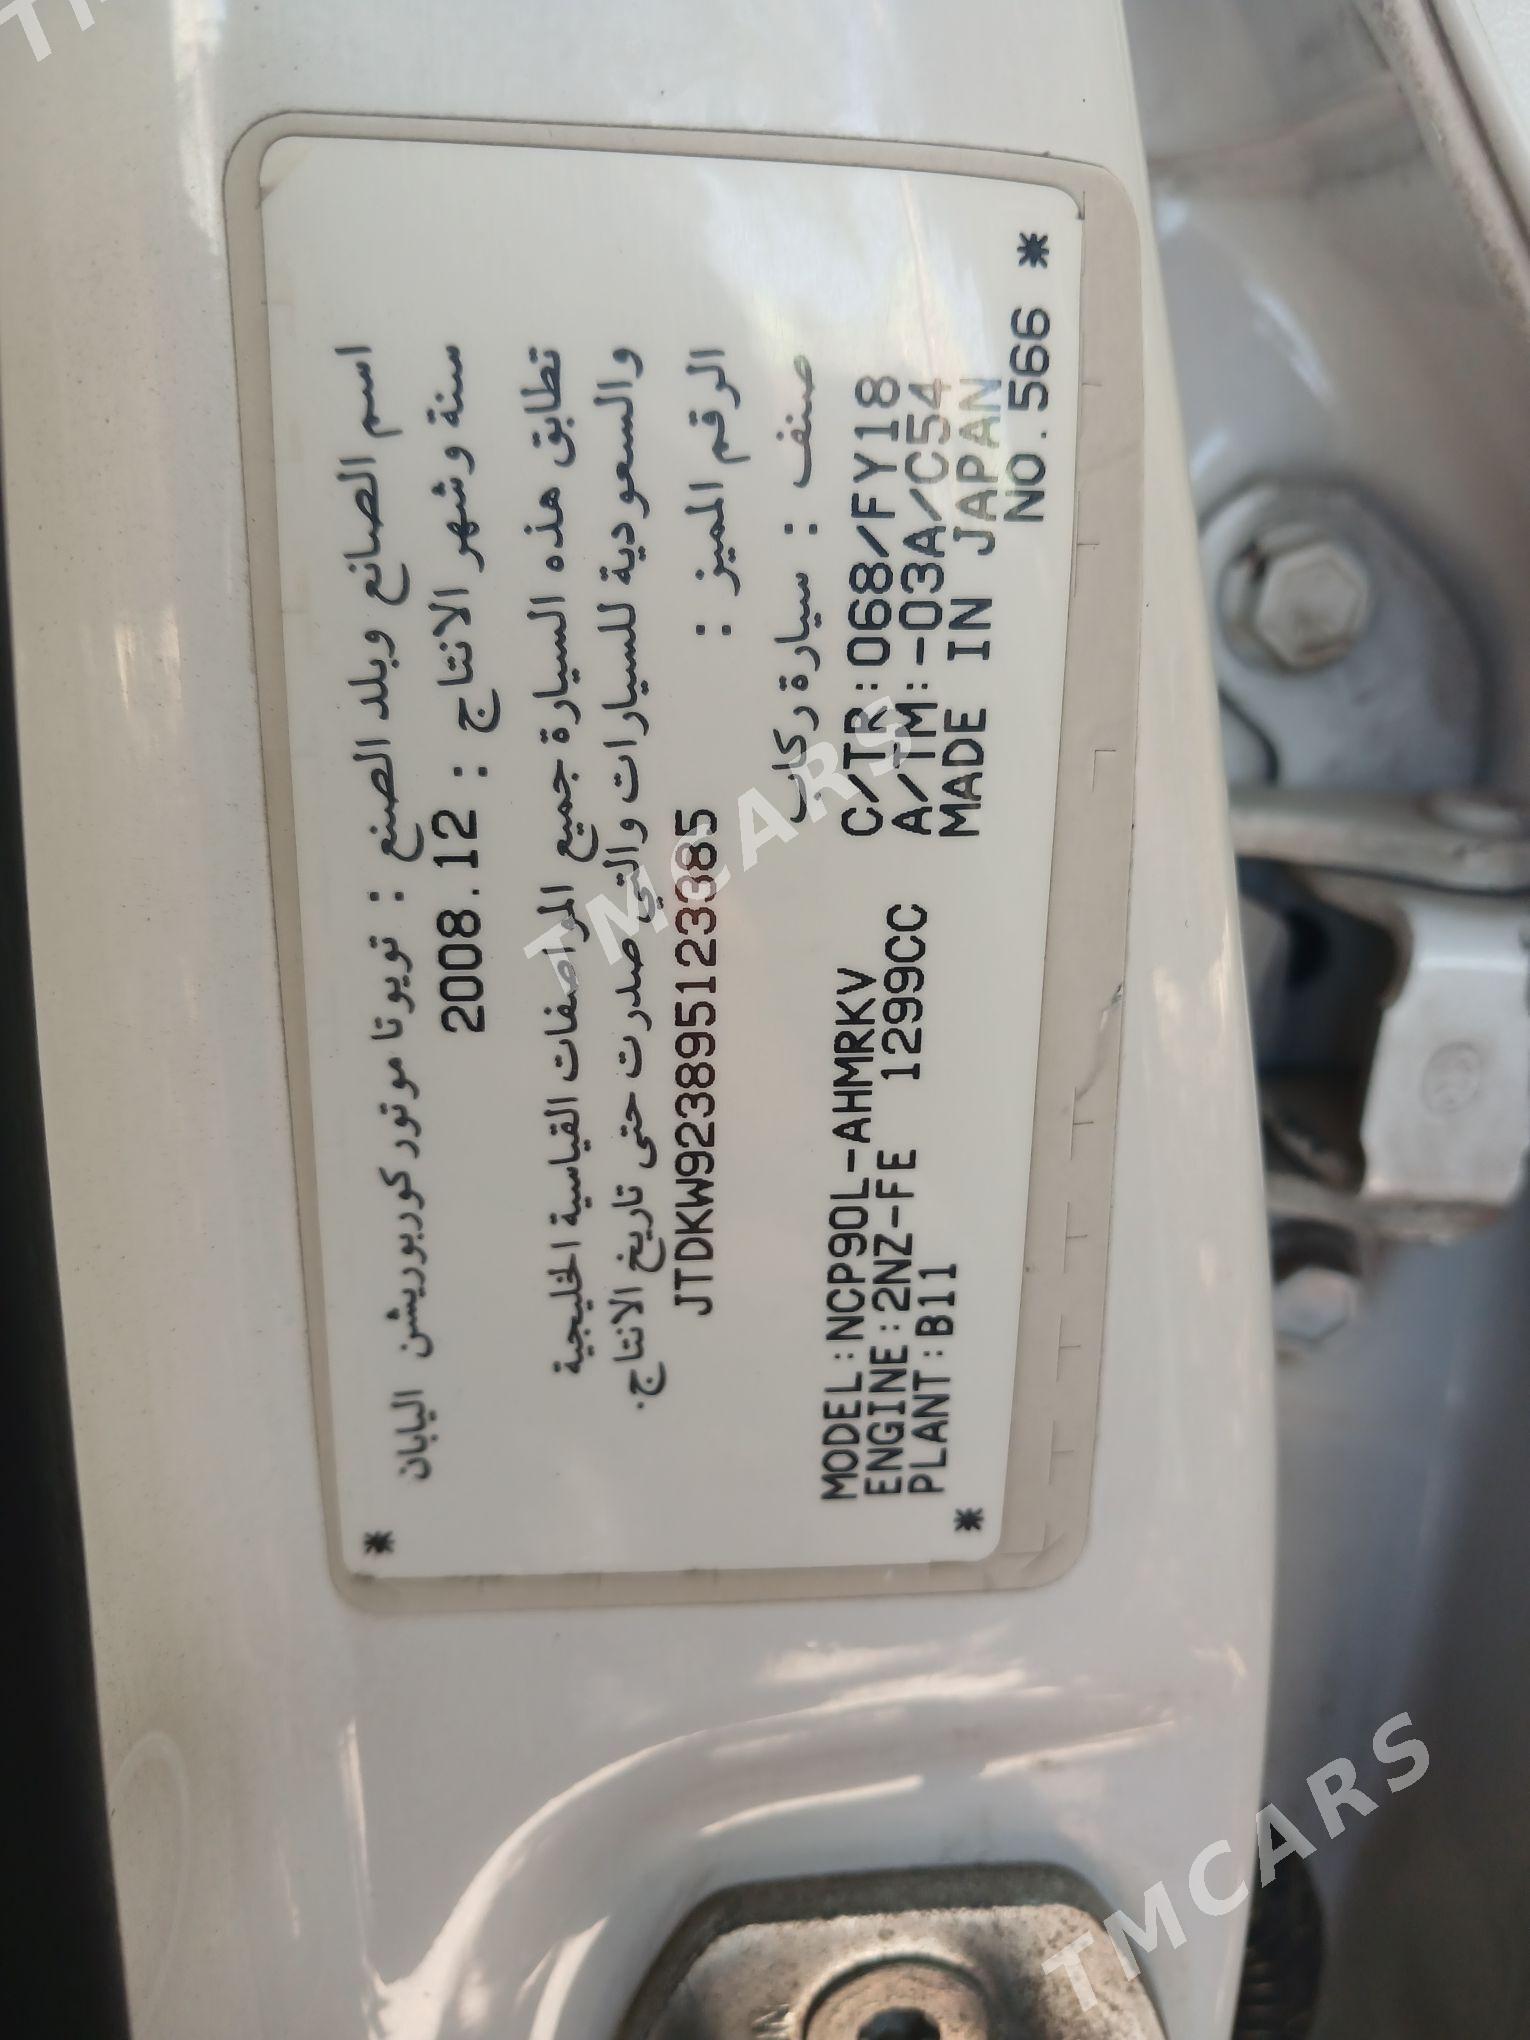 اسم الصانع وبلد الصنع : تويوتا موتور كوربوريشن اليابان *
سنة وشهر الانتاج : 2008.12
تطابق هذه السيارة جميع المواصفات القياسية الخليجية
والسعودية للسيارات والتي صدرت حتى تاريخ الانتاج.
الرقم المميز : JTDKW923895123385
صنف : سيارة ركاب
MODEL:NCP90L-AHMRKV C/TR:068/FY18
ENGINE:2NZ-FE 1299CC A/TM:-03A/C54
PLANT:B11 MADE IN JAPAN
* NO.566 *
TMCARS
TMCARS